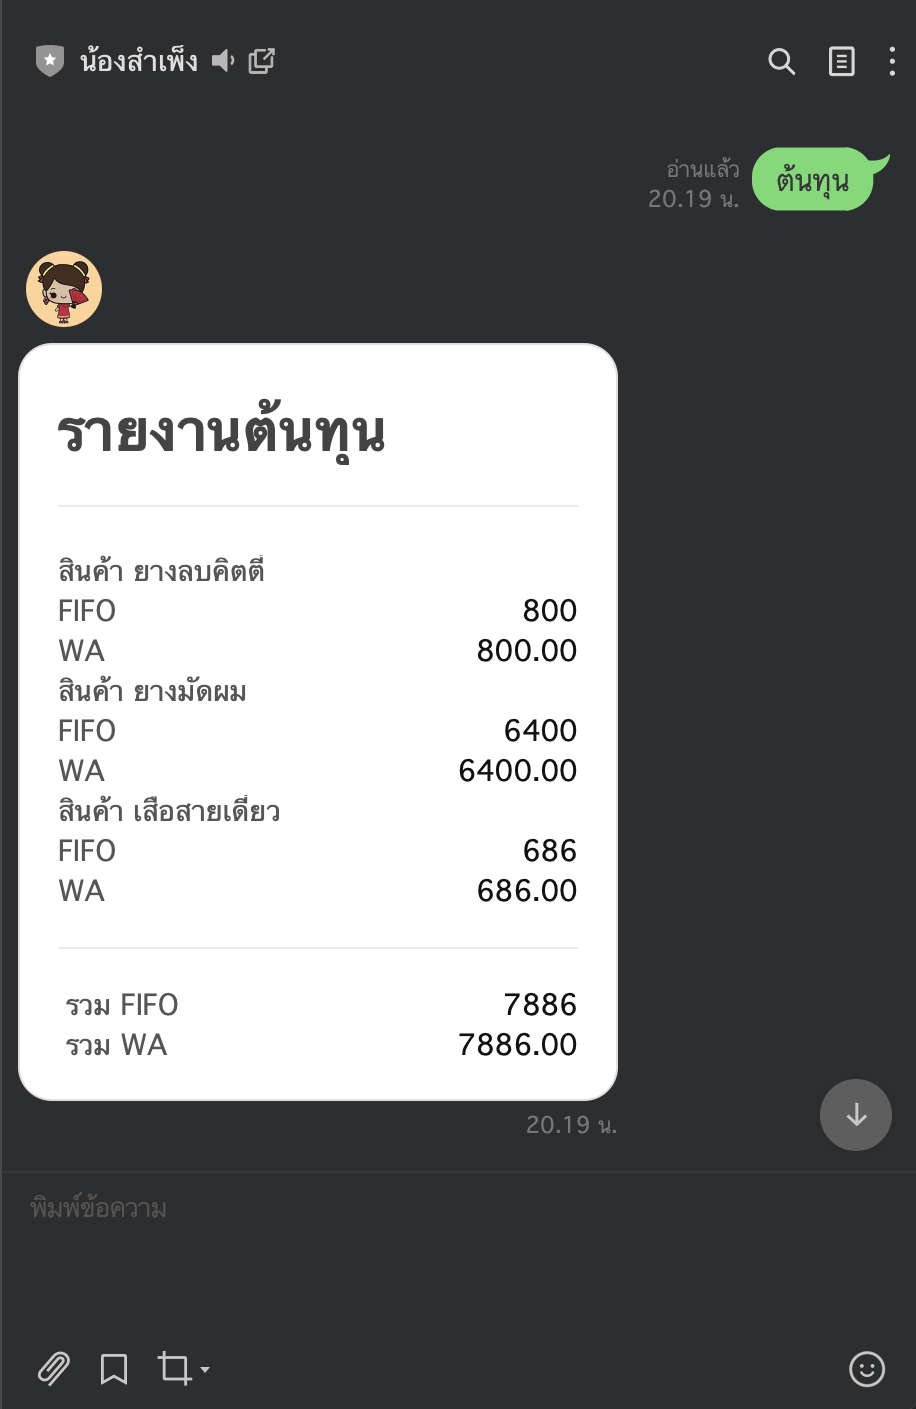 น้องสำเพ็ง
ต้นทุน
อ่านแล้ว
20.19 น.
รายงานต้นทุน
สินค้า ยางลบคิตตี้
FIFO 800
WA 800.00
สินค้า ยางมัดผม
FIFO 6400
WA 6400.00
สินค้า เสื้อสายเดี่ยว
FIFO 686
WA 686.00
รวม FIFO 7886
รวม WA 7886.00
20.19 น.
พิมพ์ข้อความ